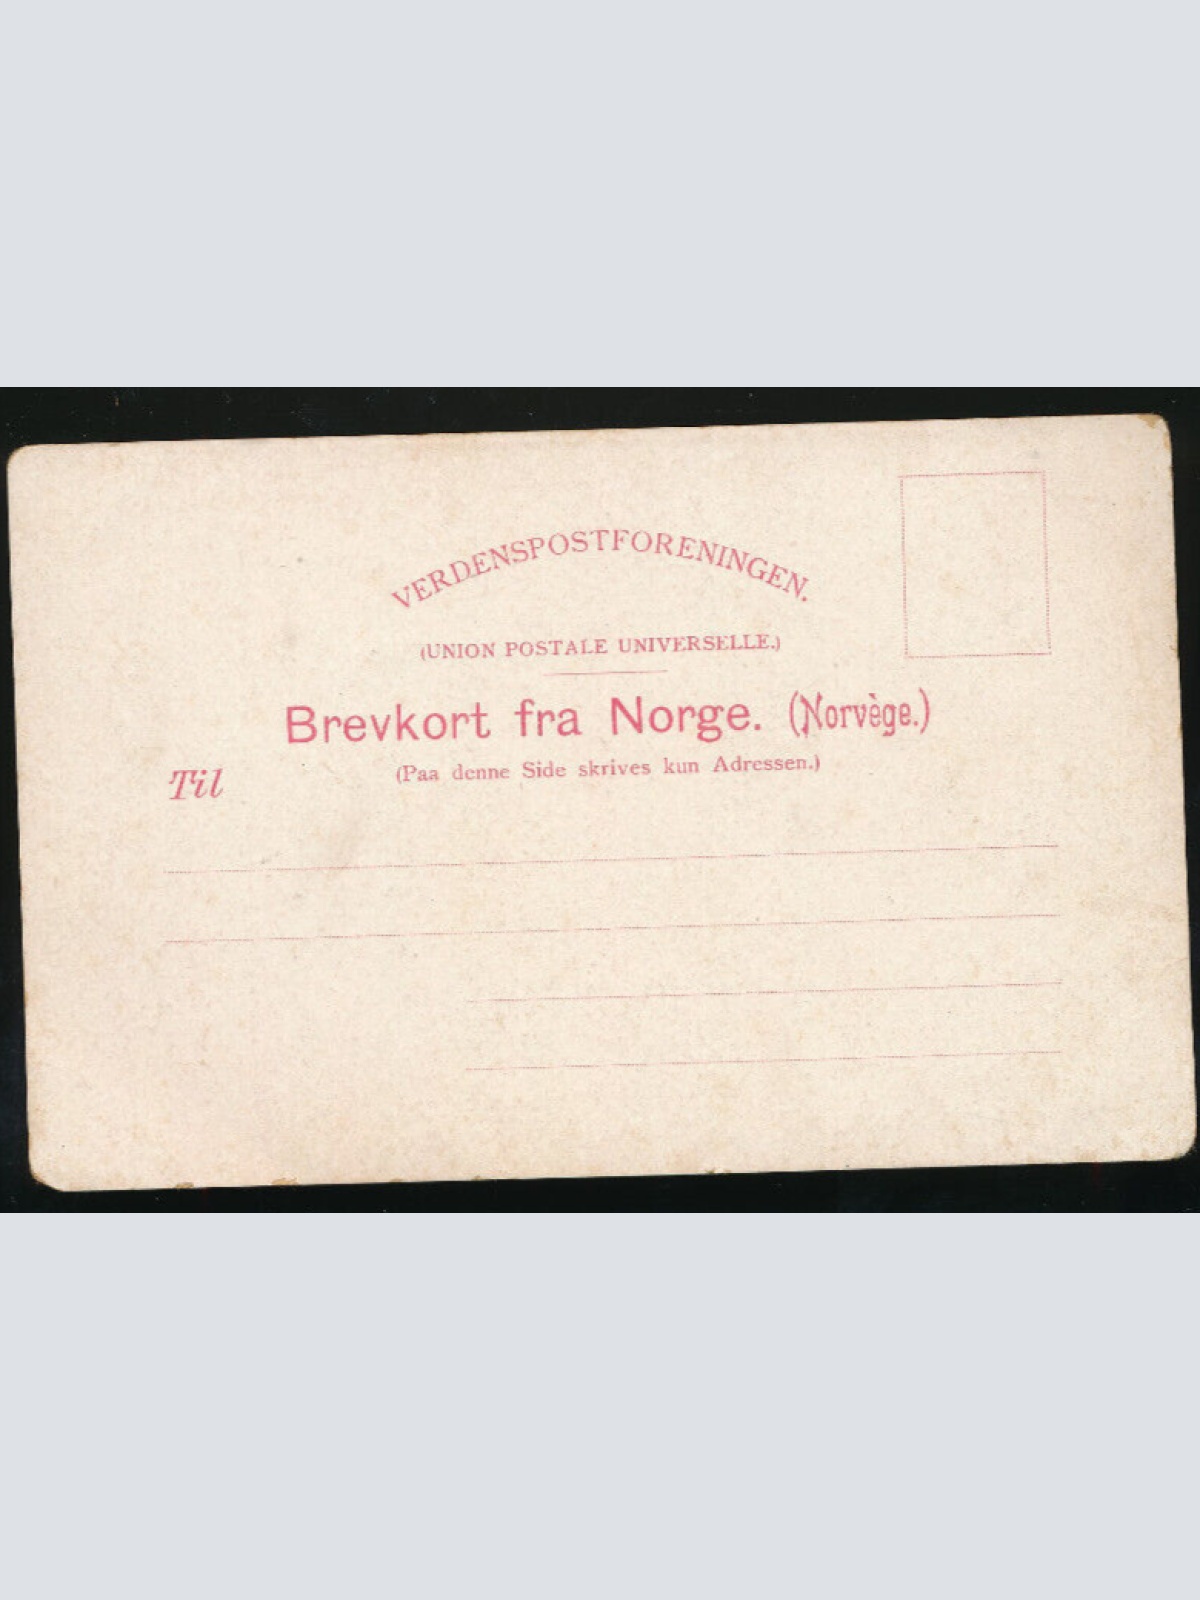 VERDENSPOSTFORENINGEN.
(UNION POSTALE UNIVERSELLE.)
Brevkort fra Norge. (Norvège.)
(Paa denne Side skrives kun Adressen.)
Til